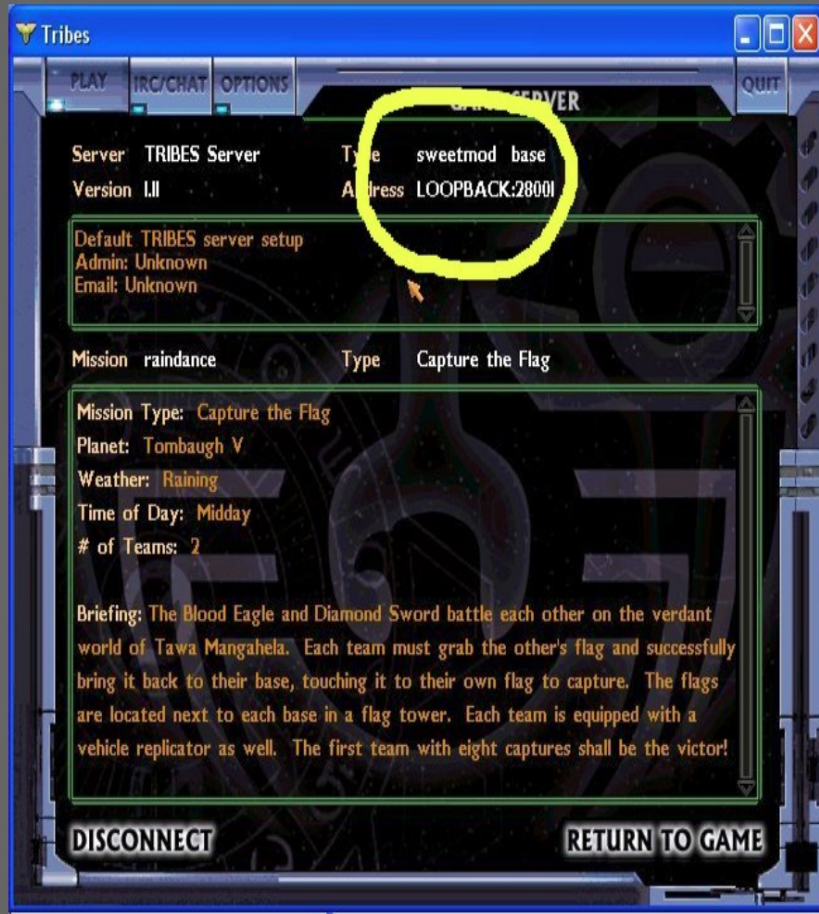 Tribes
PLAY IRC/CHAT OPTIONS QUIT
GAME SERVER
Server TRIBES Server Type sweetmod base
Version 1.11 Address LOOPBACK:28001
Default TRIBES server setup
Admin: Unknown
Email: Unknown
Mission raindance Type Capture the Flag
Mission Type: Capture the Flag
Planet: Tombaugh V
Weather: Raining
Time of Day: Midday
# of Teams: 2
Briefing: The Blood Eagle and Diamond Sword battle each other on the verdant
world of Tawa Mangahela. Each team must grab the other's flag and successfully
bring it back to their base, touching it to their own flag to capture. The flags
are located next to each base in a flag tower. Each team is equipped with a
vehicle replicator as well. The first team with eight captures shall be the victor!
DISCONNECT RETURN TO GAME